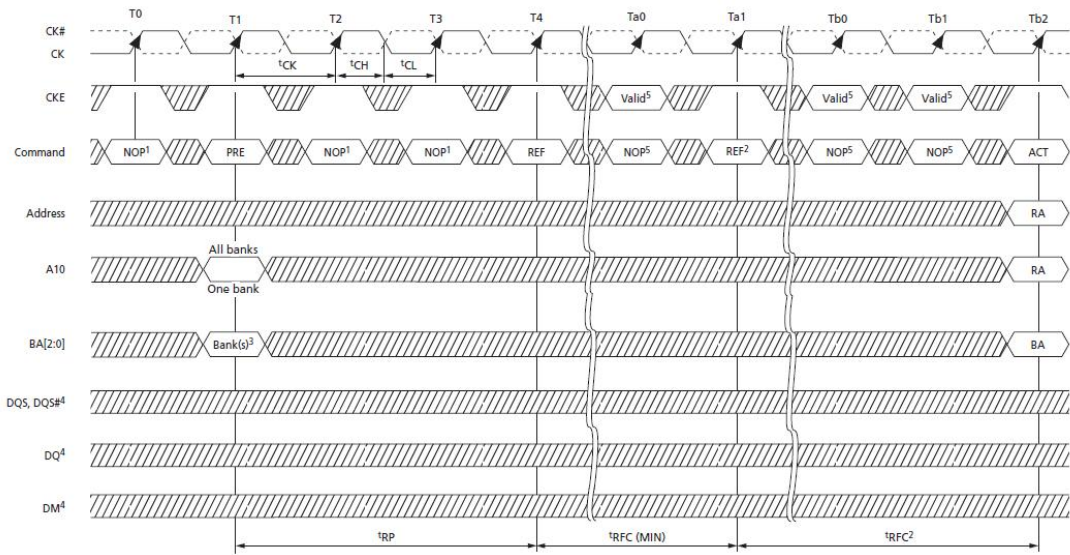 T0 T1 T2 T3 T4 Ta0 Ta1 Tb0 Tb1 Tb2
CK#
CK
tCK tCH tCL
CKE Valid5 Valid5 Valid5
Command NOP1 PRE NOP1 NOP1 REF NOP5 REF2 NOP5 NOP5 ACT
Address RA
All banks
A10 RA
One bank
BA[2:0] Bank(s)3 BA
DQS, DQS#4
DQ4
DM4
tRP tRFC (MIN) tRFC2